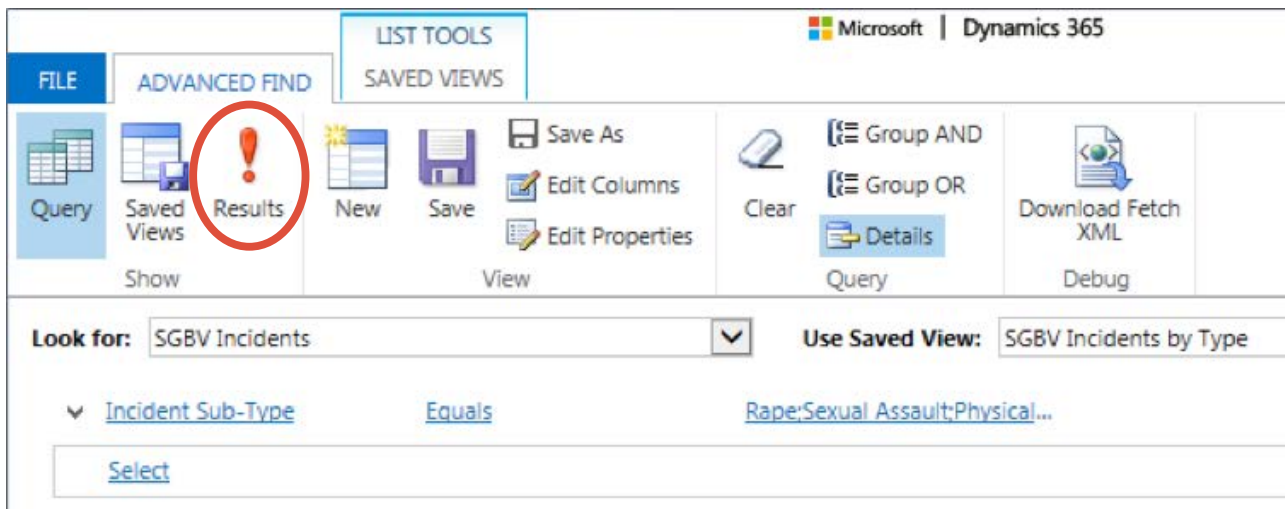 LIST TOOLS
Microsoft | Dynamics 365
FILE
ADVANCED FIND
SAVED VIEWS
Query
Saved Views
Results
New
Save
Save As
Edit Columns
Edit Properties
Clear
Group AND
Group OR
Details
Download Fetch XML
Show
View
Query
Debug
Look for: SGBV Incidents
Use Saved View: SGBV Incidents by Type
Incident Sub-Type Equals Rape;Sexual Assault;Physical...
Select